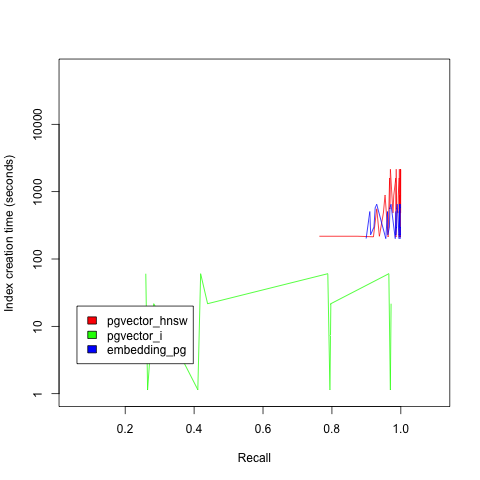 Index creation time (seconds)
10000
1000
100
10
1
pgvector_hnsw
pgvector_i
embedding_pg
0.2 0.4 0.6 0.8 1.0
Recall